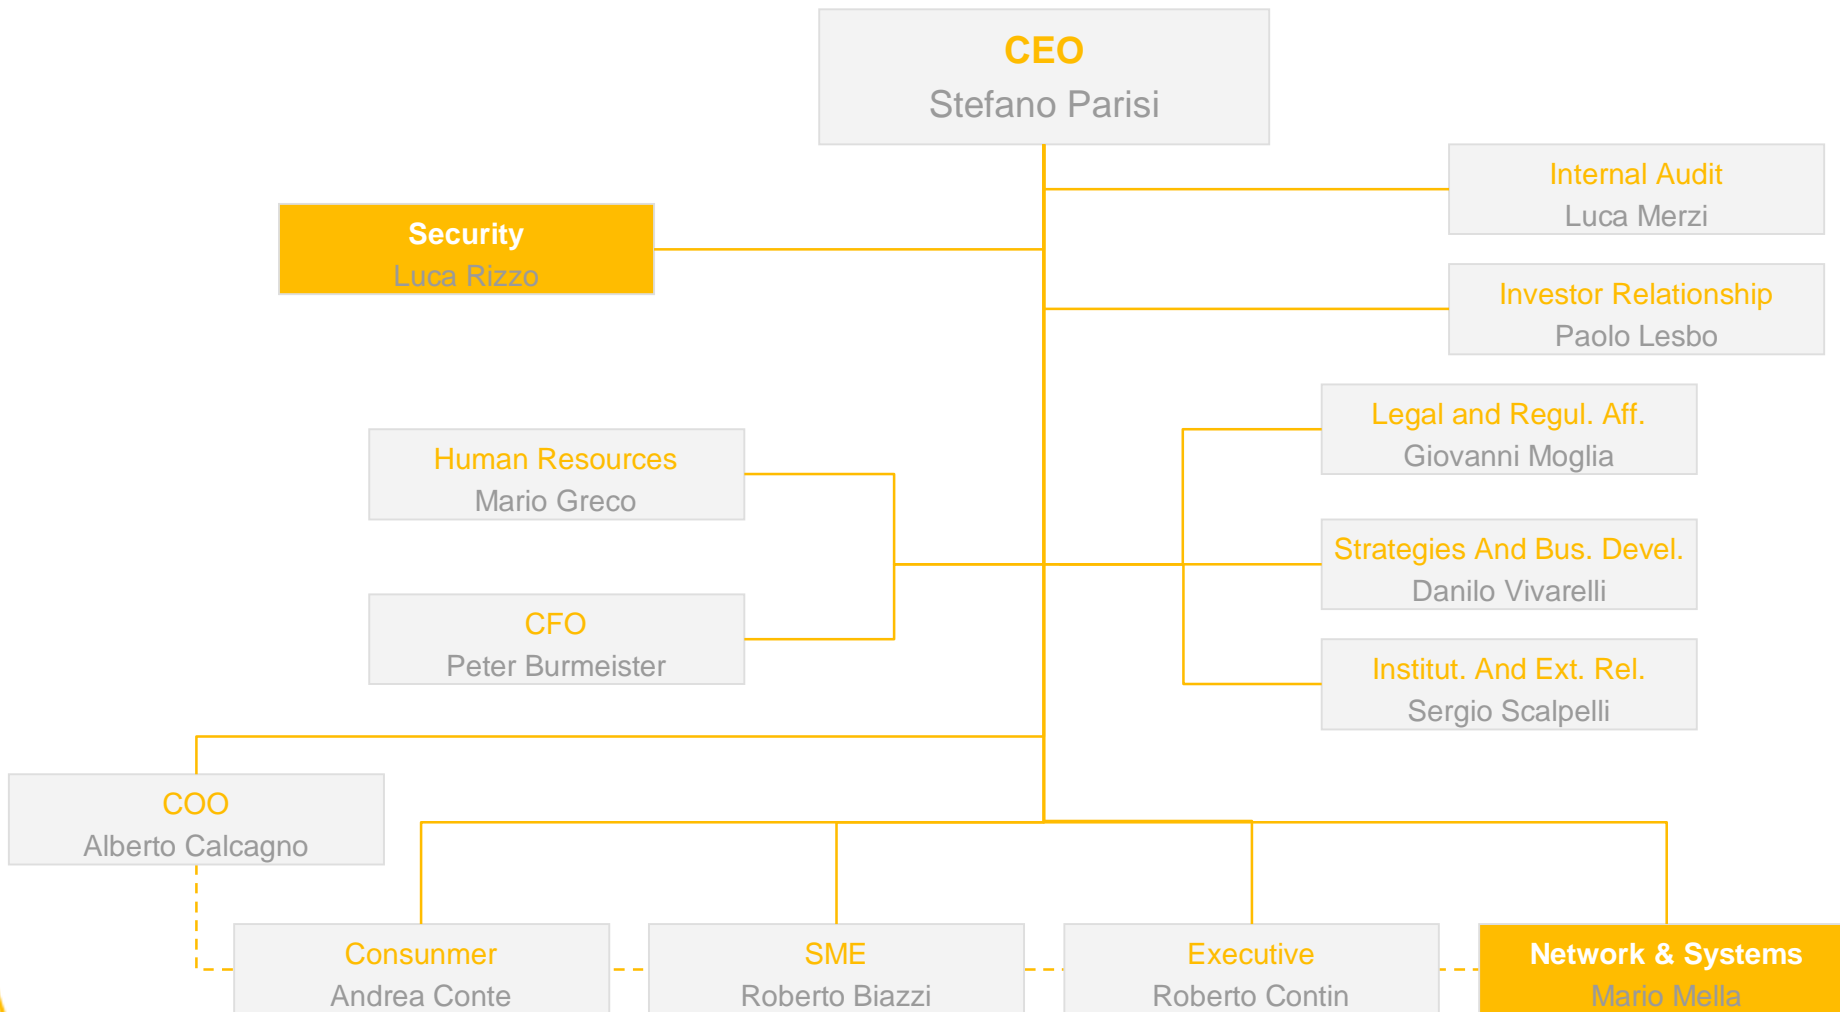 CEO
Stefano Parisi
Internal Audit
Luca Merzi
Security
Luca Rizzo
Investor Relationship
Paolo Lesbo
Legal and Regul. Aff.
Giovanni Moglia
Human Resources
Mario Greco
Strategies And Bus. Devel.
Danilo Vivarelli
CFO
Peter Burmeister
Institut. And Ext. Rel.
Sergio Scalpelli
COO
Alberto Calcagno
Consunmer
Andrea Conte
SME
Roberto Biazzi
Executive
Roberto Contin
Network & Systems
Mario Mella